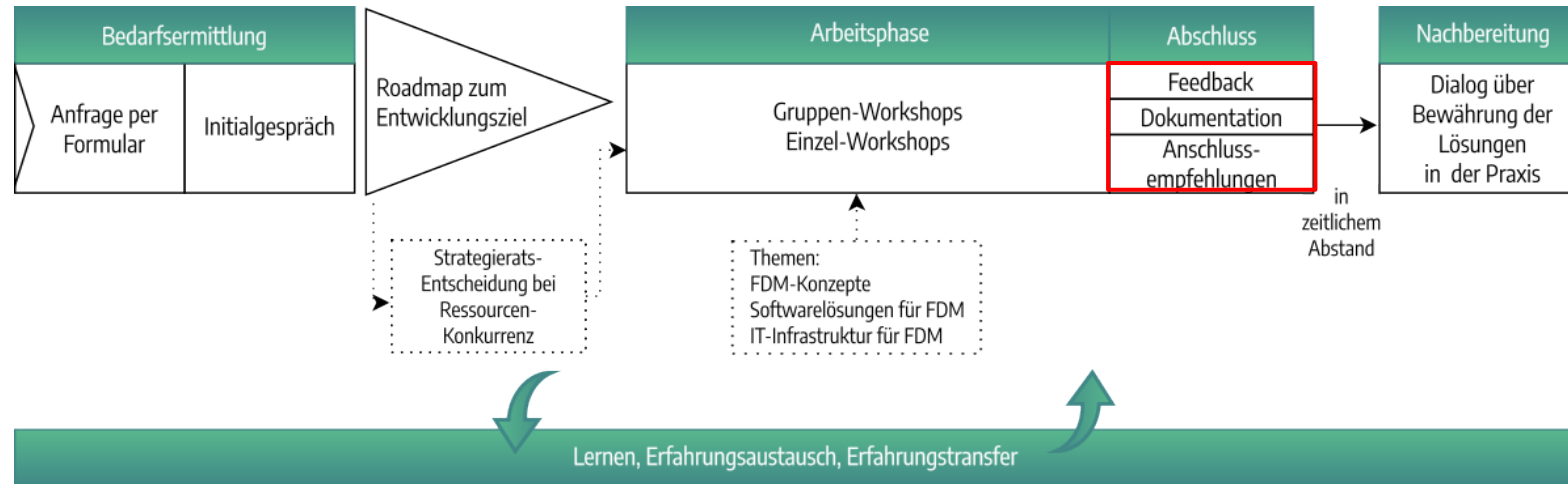 Bedarfsermittlung
Anfrage per
Formular
Initialgespräch
Roadmap zum
Entwicklungsziel
Strategierats-
Entscheidung bei
Ressourcen-
Konkurrenz
Arbeitsphase
Gruppen-Workshops
Einzel-Workshops
Themen:
FDM-Konzepte
Softwarelösungen für FDM
IT-Infrastruktur für FDM
Abschluss
Feedback
Dokumentation
Anschluss-
empfehlungen
in
zeitlichem
Abstand
Nachbereitung
Dialog über
Bewährung der
Lösungen
in der Praxis
Lernen, Erfahrungsaustausch, Erfahrungstransfer